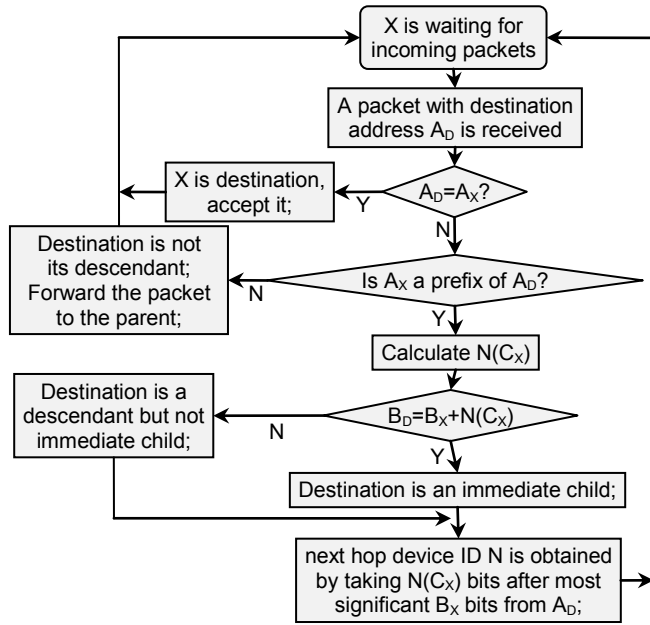 X is waiting for
incoming packets
A packet with destination
address A_D is received
A_D=A_X?
Y
X is destination,
accept it;
N
Is A_X a prefix of A_D?
N
Destination is not
its descendant;
Forward the packet
to the parent;
Y
Calculate N(C_X)
B_D=B_X+N(C_X)
N
Destination is a
descendant but not
immediate child;
Y
Destination is an immediate child;
next hop device ID N is obtained
by taking N(C_X) bits after most
significant B_X bits from A_D;